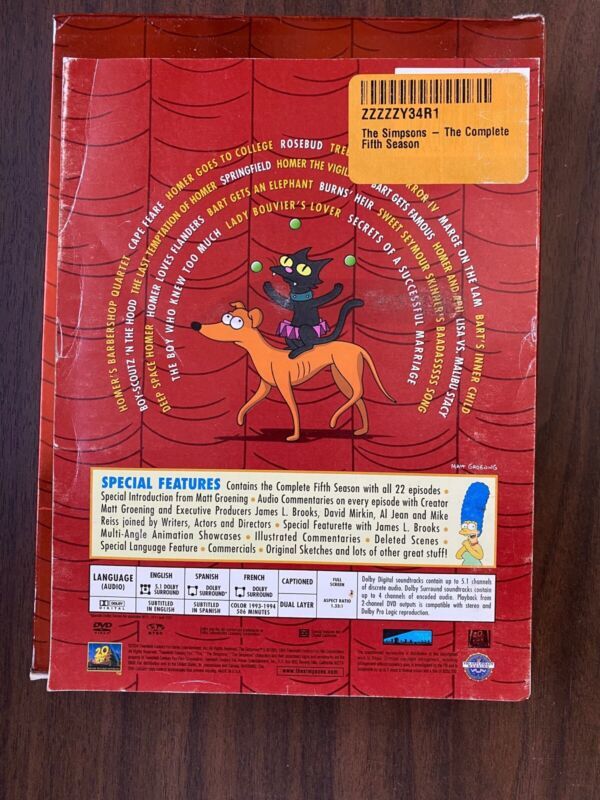 ZZZZZY34R1
The Simpsons – The Complete
Fifth Season
HOMER'S BARBERSHOP QUARTET CAPE FEARE HOMER GOES TO COLLEGE ROSEBUD TREE RROR IV MARGE ON THE LAM BART'S INNER CHILD
BOY-SCOUTZ 'N THE HOOD THE LAST TEMPTATION OF HOMER SPRINGFIELD HOMER THE VIGIL BART GETS FAMOUS HOMER AND APU LISA VS. MALIBU STACY
DEEP SPACE HOMER HOMER LOVES FLANDERS BART GETS AN ELEPHANT BURNS' HEIR SWEET SEYMOUR SKINNER'S BAADASSSSS SONG
THE BOY WHO KNEW TOO MUCH LADY BOUVIER'S LOVER SECRETS OF A SUCCESSFUL MARRIAGE
MATT GROENING
SPECIAL FEATURES Contains the Complete Fifth Season with all 22 episodes •
Special Introduction from Matt Groening • Audio Commentaries on every episode with Creator
Matt Groening and Executive Producers James L. Brooks, David Mirkin, Al Jean and Mike
Reiss joined by Writers, Actors and Directors • Special Featurette with James L. Brooks •
Multi-Angle Animation Showcases • Illustrated Commentaries • Deleted Scenes •
Special Language Feature • Commercials • Original Sketches and lots of other great stuff!
LANGUAGE (AUDIO)
ENGLISH 5.1 DOLBY SURROUND
SPANISH DOLBY SURROUND
FRENCH DOLBY SURROUND
CAPTIONED
FULL SCREEN
DOLBY DIGITAL
SUBTITLED IN ENGLISH
SUBTITLED IN SPANISH
COLOR 1993-1994 506 MINUTES
DUAL LAYER
ASPECT RATIO 1.33:1
Dolby Digital soundtracks contain up to 5.1 channels
of discrete audio. Dolby Surround soundtracks contain
up to 4 channels of encoded audio. Playback from
2-channel DVD outputs is compatible with stereo and
Dolby Pro Logic reproduction.
DVD VIDEO
www.thesimpsons.com